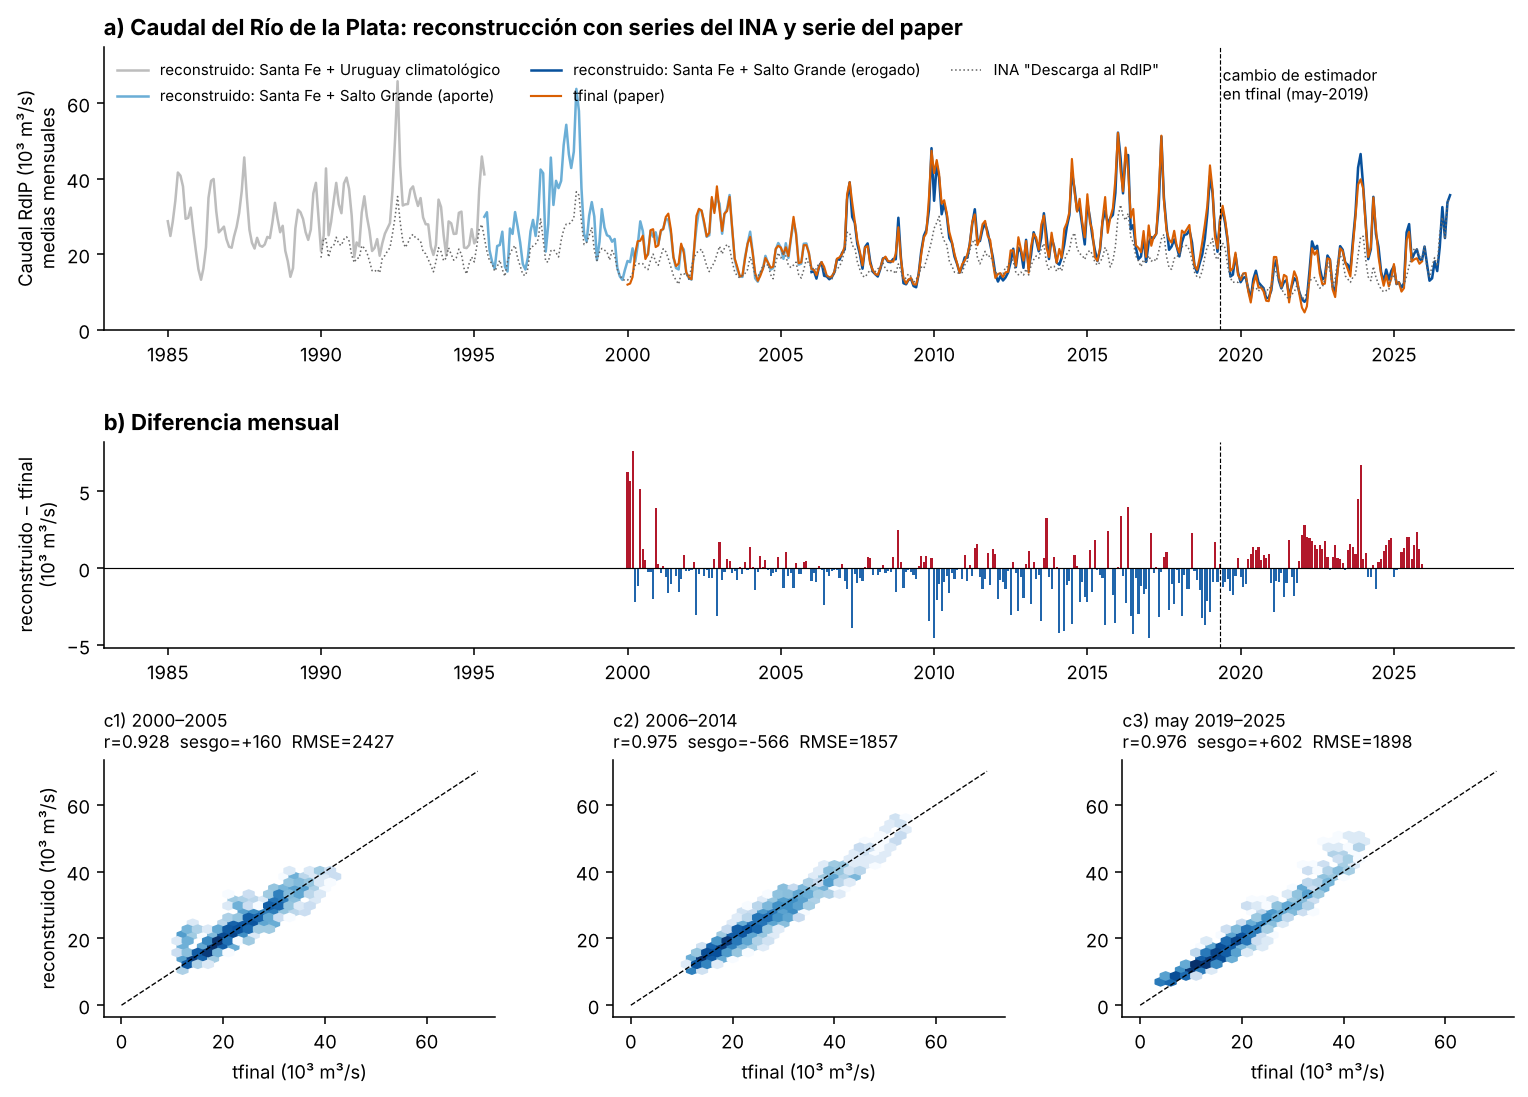 a) Caudal del Río de la Plata: reconstrucción con series del INA y serie del paper
reconstruido: Santa Fe + Uruguay climatológico
reconstruido: Santa Fe + Salto Grande (aporte)
reconstruido: Santa Fe + Salto Grande (erogado)
tfinal (paper)
INA "Descarga al RdlP"
cambio de estimador
en tfinal (may-2019)
Caudal RdlP (10³ m³/s)
medias mensuales
60
40
20
0
1985 1990 1995 2000 2005 2010 2015 2020 2025
b) Diferencia mensual
reconstruido − tfinal
(10³ m³/s)
5
0
−5
1985 1990 1995 2000 2005 2010 2015 2020 2025
c1) 2000–2005
r=0.928 sesgo=+160 RMSE=2427
reconstruido (10³ m³/s)
60
40
20
0
0 20 40 60
tfinal (10³ m³/s)
c2) 2006–2014
r=0.975 sesgo=-566 RMSE=1857
60
40
20
0
0 20 40 60
tfinal (10³ m³/s)
c3) may 2019–2025
r=0.976 sesgo=+602 RMSE=1898
60
40
20
0
0 20 40 60
tfinal (10³ m³/s)